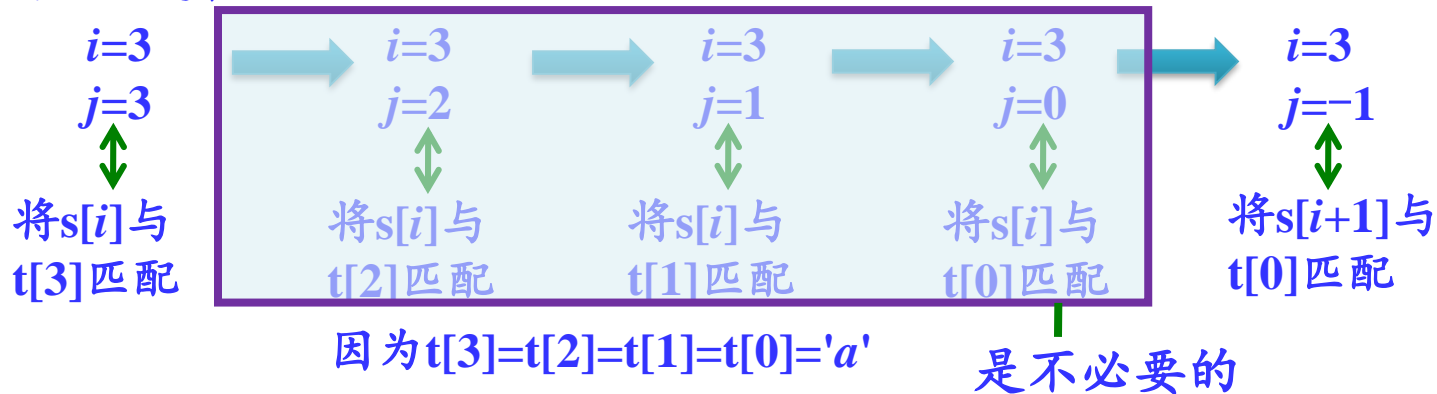 i=3 i=3 i=3 i=3 i=3
j=3 j=2 j=1 j=0 j=−1
将s[i]与 将s[i]与 将s[i]与 将s[i]与 将s[i+1]与
t[3]匹配 t[2]匹配 t[1]匹配 t[0]匹配 t[0]匹配
因为t[3]=t[2]=t[1]=t[0]='a'
是不必要的